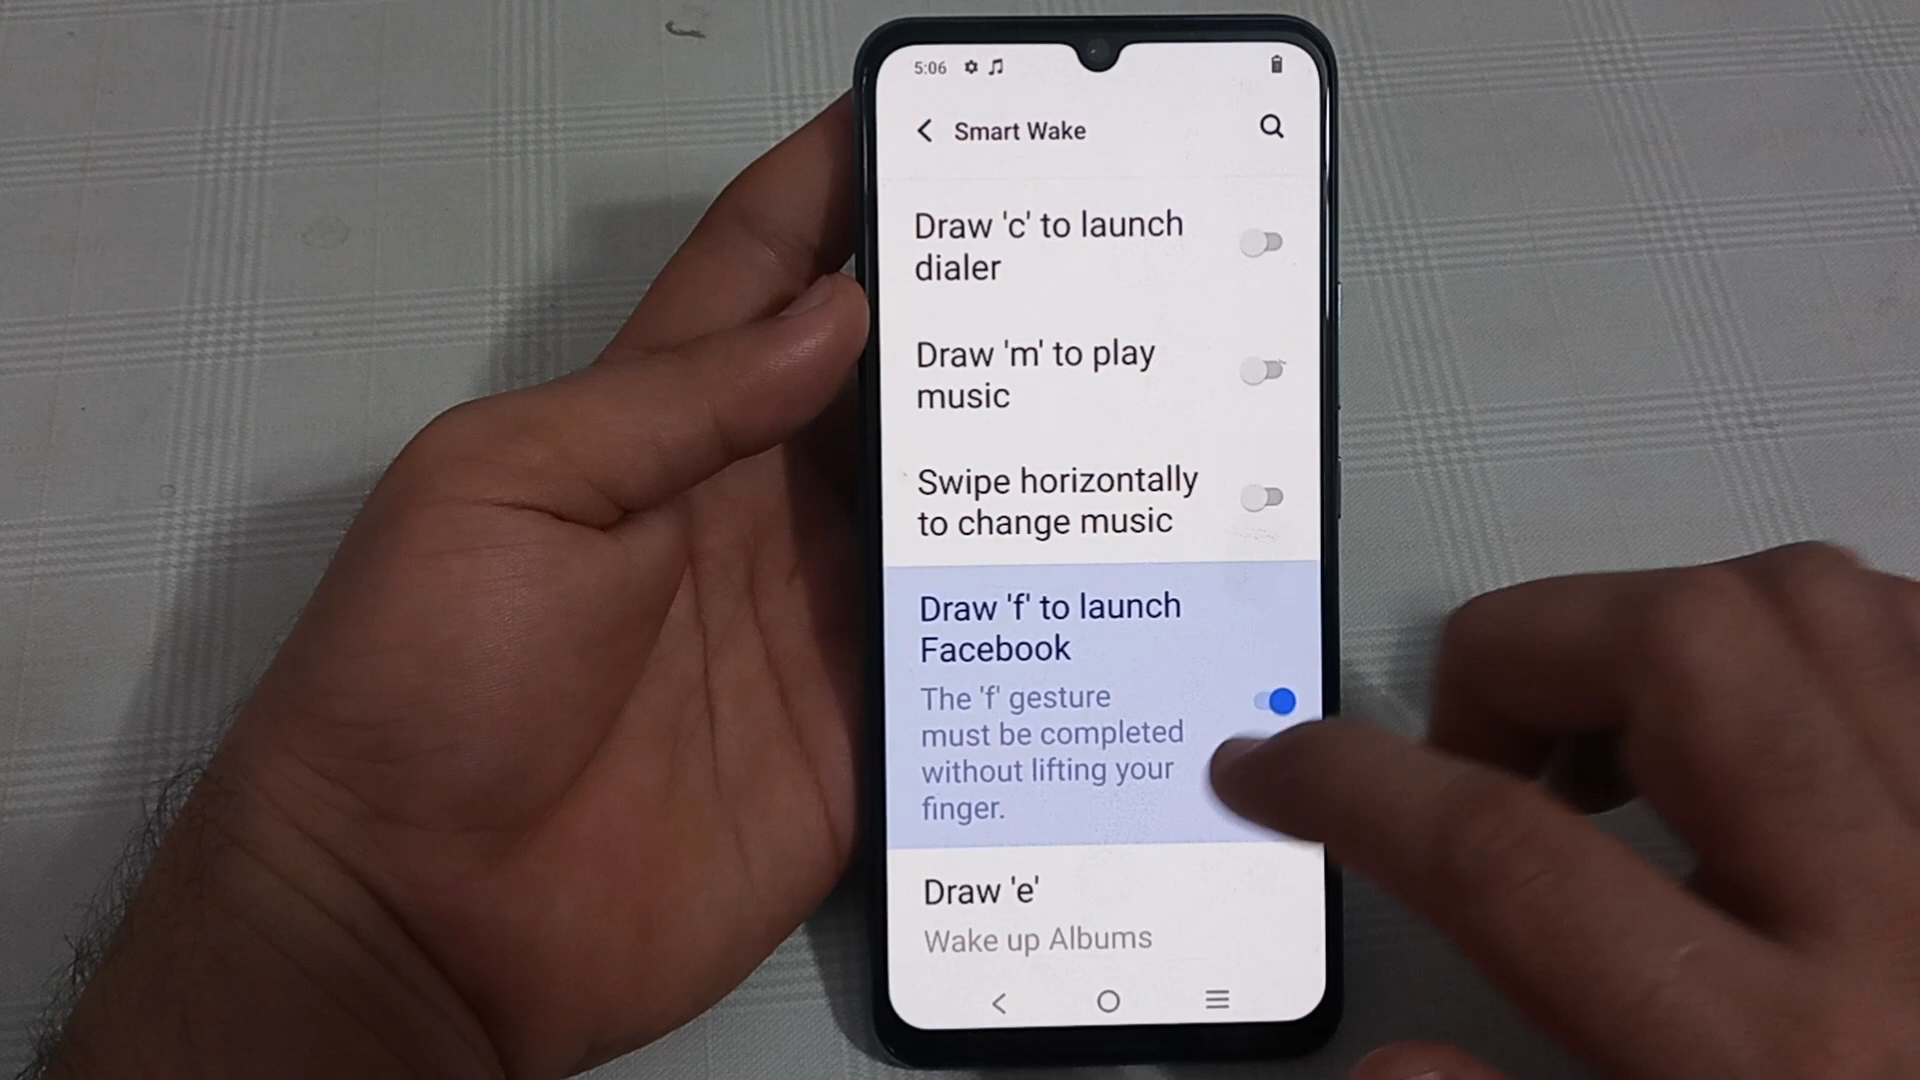 5:06
Smart Wake
Draw 'c' to launch
dialer
Draw 'm' to play
music
Swipe horizontally
to change music
Draw 'f' to launch
Facebook
The 'f' gesture
must be completed
without lifting your
finger.
Draw 'e'
Wake up Albums